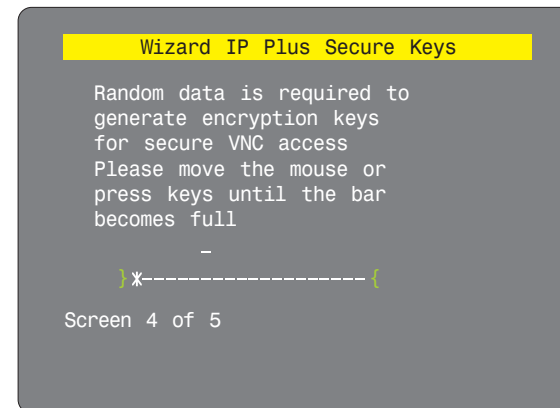 Wizard IP Plus Secure Keys
Random data is required to
generate encryption keys
for secure VNC access
Please move the mouse or
press keys until the bar
becomes full
_
}*--------------------{
Screen 4 of 5